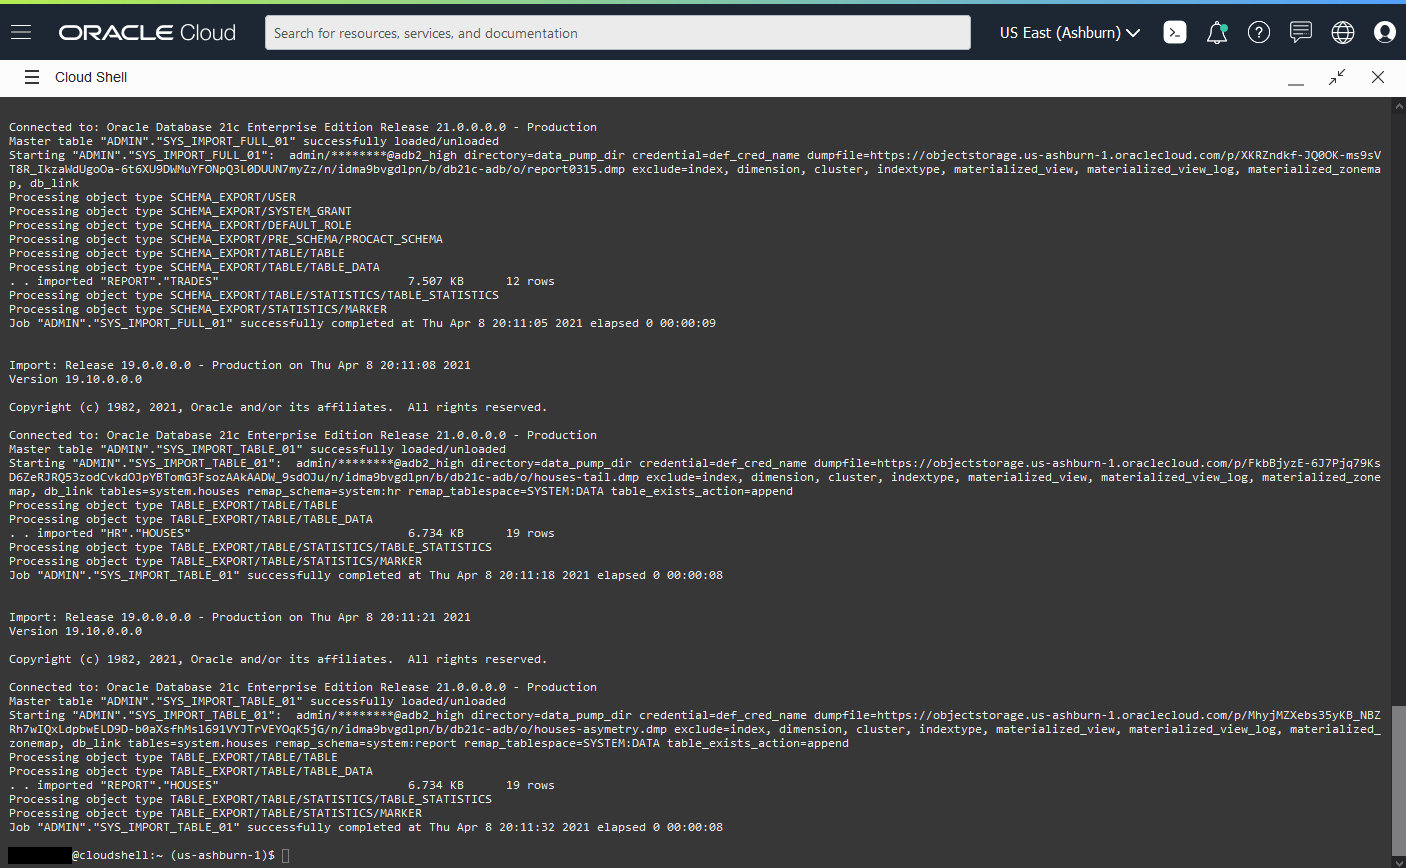 ORACLE Cloud
Search for resources, services, and documentation
US East (Ashburn)
Cloud Shell
Connected to: Oracle Database 21c Enterprise Edition Release 21.0.0.0.0 - Production
Master table "ADMIN"."SYS_IMPORT_FULL_01" successfully loaded/unloaded
Starting "ADMIN"."SYS_IMPORT_FULL_01":  admin/********@adb2_high directory=data_pump_dir credential=def_cred_name dumpfile=https://objectstorage.us-ashburn-1.oraclecloud.com/p/XKRZndkf-JQ0OK-ms9sV
T8R_IkzaWdUgoOa-6t6XU9DWMuYFONpQ3L0DUUN7myZz/n/idma9bvgdlpn/b/db21c-adb/o/report0315.dmp exclude=index, dimension, cluster, indextype, materialized_view, materialized_view_log, materialized_zonema
p, db_link
Processing object type SCHEMA_EXPORT/USER
Processing object type SCHEMA_EXPORT/SYSTEM_GRANT
Processing object type SCHEMA_EXPORT/DEFAULT_ROLE
Processing object type SCHEMA_EXPORT/PRE_SCHEMA/PROCACT_SCHEMA
Processing object type SCHEMA_EXPORT/TABLE/TABLE
Processing object type SCHEMA_EXPORT/TABLE/TABLE_DATA
. . imported "REPORT"."TRADES"                           7.507 KB      12 rows
Processing object type SCHEMA_EXPORT/TABLE/STATISTICS/TABLE_STATISTICS
Processing object type SCHEMA_EXPORT/STATISTICS/MARKER
Job "ADMIN"."SYS_IMPORT_FULL_01" successfully completed at Thu Apr 8 20:11:05 2021 elapsed 0 00:00:09
Import: Release 19.0.0.0.0 - Production on Thu Apr 8 20:11:08 2021
Version 19.10.0.0.0
Copyright (c) 1982, 2021, Oracle and/or its affiliates.  All rights reserved.
Connected to: Oracle Database 21c Enterprise Edition Release 21.0.0.0.0 - Production
Master table "ADMIN"."SYS_IMPORT_TABLE_01" successfully loaded/unloaded
Starting "ADMIN"."SYS_IMPORT_TABLE_01":  admin/********@adb2_high directory=data_pump_dir credential=def_cred_name dumpfile=https://objectstorage.us-ashburn-1.oraclecloud.com/p/FkbBjyzE-6J7Pjq79Ks
D6ZeRJRQ53zodCvkdOJpYBTomG3FsozAAkAADW_9sdOJu/n/idma9bvgdlpn/b/db21c-adb/o/houses-tail.dmp exclude=index, dimension, cluster, indextype, materialized_view, materialized_view_log, materialized_zone
map, db_link tables=system.houses remap_schema=system:hr remap_tablespace=SYSTEM:DATA table_exists_action=append
Processing object type TABLE_EXPORT/TABLE/TABLE
Processing object type TABLE_EXPORT/TABLE/TABLE_DATA
. . imported "HR"."HOUSES"                               6.734 KB      19 rows
Processing object type TABLE_EXPORT/TABLE/STATISTICS/TABLE_STATISTICS
Processing object type TABLE_EXPORT/TABLE/STATISTICS/MARKER
Job "ADMIN"."SYS_IMPORT_TABLE_01" successfully completed at Thu Apr 8 20:11:18 2021 elapsed 0 00:00:08
Import: Release 19.0.0.0.0 - Production on Thu Apr 8 20:11:21 2021
Version 19.10.0.0.0
Copyright (c) 1982, 2021, Oracle and/or its affiliates.  All rights reserved.
Connected to: Oracle Database 21c Enterprise Edition Release 21.0.0.0.0 - Production
Master table "ADMIN"."SYS_IMPORT_TABLE_01" successfully loaded/unloaded
Starting "ADMIN"."SYS_IMPORT_TABLE_01":  admin/********@adb2_high directory=data_pump_dir credential=def_cred_name dumpfile=https://objectstorage.us-ashburn-1.oraclecloud.com/p/MhyjMZXebs35yKB_NBZ
Rh7wIQxLdpbwELD9D-b0aXsfhMsl691VYJTrVEYOqK5jG/n/idma9bvgdlpn/b/db21c-adb/o/houses-asymetry.dmp exclude=index, dimension, cluster, indextype, materialized_view, materialized_view_log, materialized_
zonemap, db_link tables=system.houses remap_schema=system:report remap_tablespace=SYSTEM:DATA table_exists_action=append
Processing object type TABLE_EXPORT/TABLE/TABLE
Processing object type TABLE_EXPORT/TABLE/TABLE_DATA
. . imported "REPORT"."HOUSES"                           6.734 KB      19 rows
Processing object type TABLE_EXPORT/TABLE/STATISTICS/TABLE_STATISTICS
Processing object type TABLE_EXPORT/TABLE/STATISTICS/MARKER
Job "ADMIN"."SYS_IMPORT_TABLE_01" successfully completed at Thu Apr 8 20:11:32 2021 elapsed 0 00:00:08
@cloudshell:~ (us-ashburn-1)$